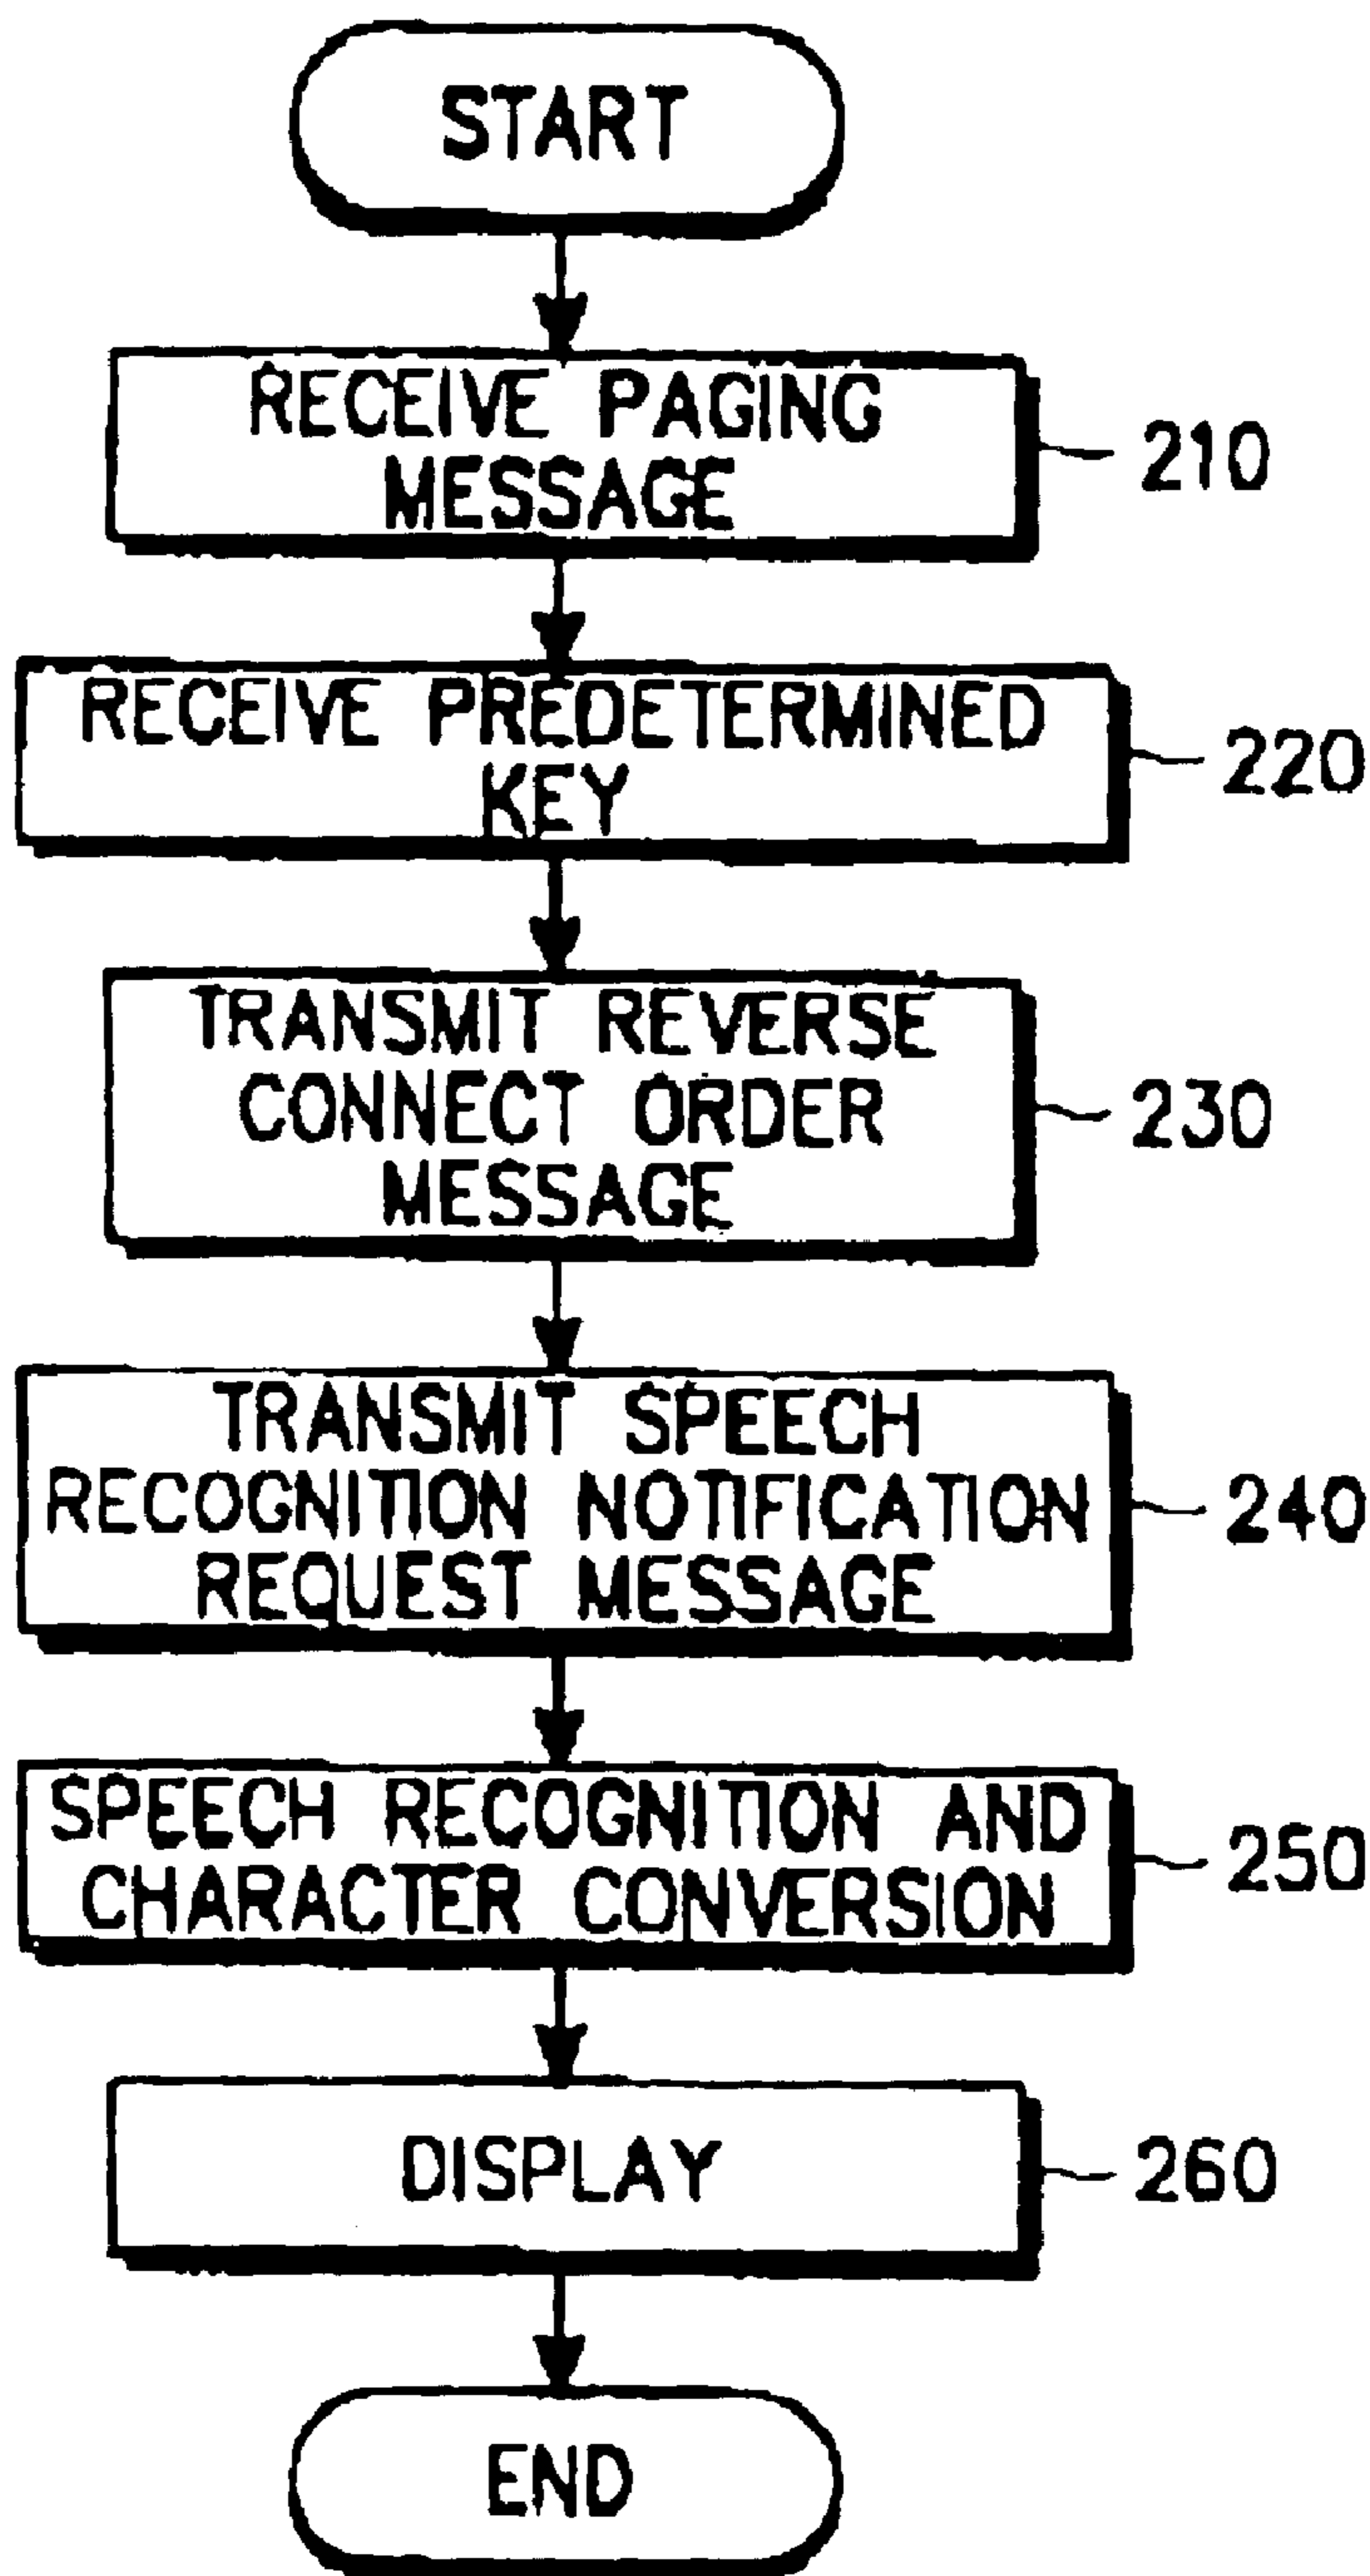 START
RECEIVE PAGING
MESSAGE
210
RECEIVE PREDETERMINED
KEY
220
TRANSMIT REVERSE
CONNECT ORDER
MESSAGE
230
TRANSMIT SPEECH
RECOGNITION NOTIFICATION
REQUEST MESSAGE
240
SPEECH RECOGNITION AND
CHARACTER CONVERSION
250
DISPLAY
260
END